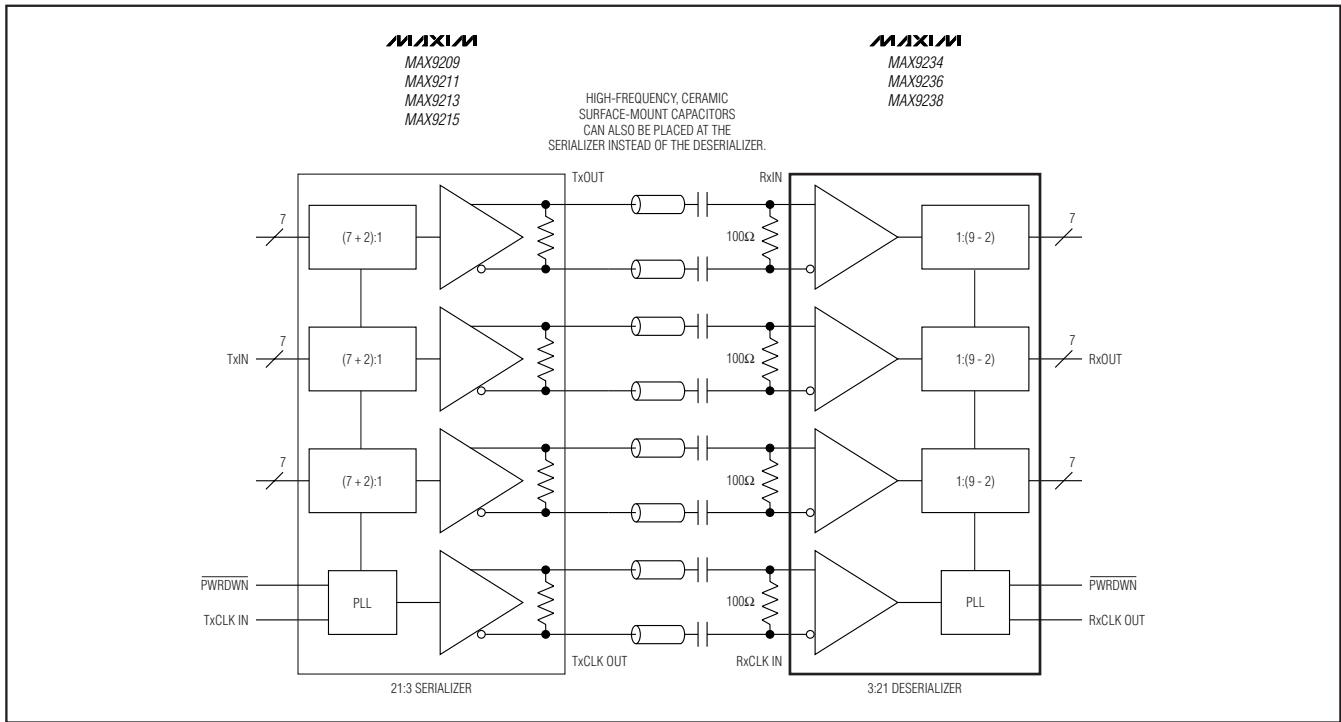 MAXIM
MAX9209
MAX9211
MAX9213
MAX9215
MAXIM
MAX9234
MAX9236
MAX9238
HIGH-FREQUENCY, CERAMIC
SURFACE-MOUNT CAPACITORS
CAN ALSO BE PLACED AT THE
SERIALIZER INSTEAD OF THE DESERIALIZER.
TxOUT
RxIN
7
(7 + 2):1
100Ω
1:(9 - 2)
7
TxIN
7
(7 + 2):1
100Ω
1:(9 - 2)
7
RxOUT
7
(7 + 2):1
100Ω
1:(9 - 2)
7
PWRDWN
TxCLK IN
PLL
100Ω
PLL
PWRDWN
RxCLK OUT
TxCLK OUT
RxCLK IN
21:3 SERIALIZER
3:21 DESERIALIZER